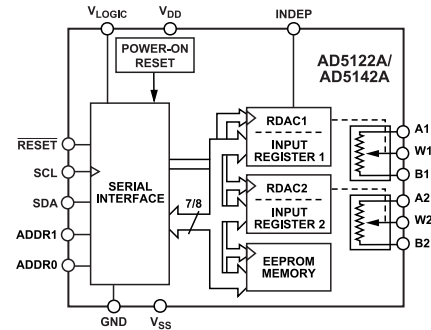 VLOGIC
VDD
INDEP
POWER-ON
RESET
AD5122A/
AD5142A
RESET
SCL
SDA
ADDR1
ADDR0
SERIAL
INTERFACE
7/8
RDAC1
INPUT
REGISTER 1
RDAC2
INPUT
REGISTER 2
EEPROM
MEMORY
A1
W1
B1
A2
W2
B2
GND
VSS